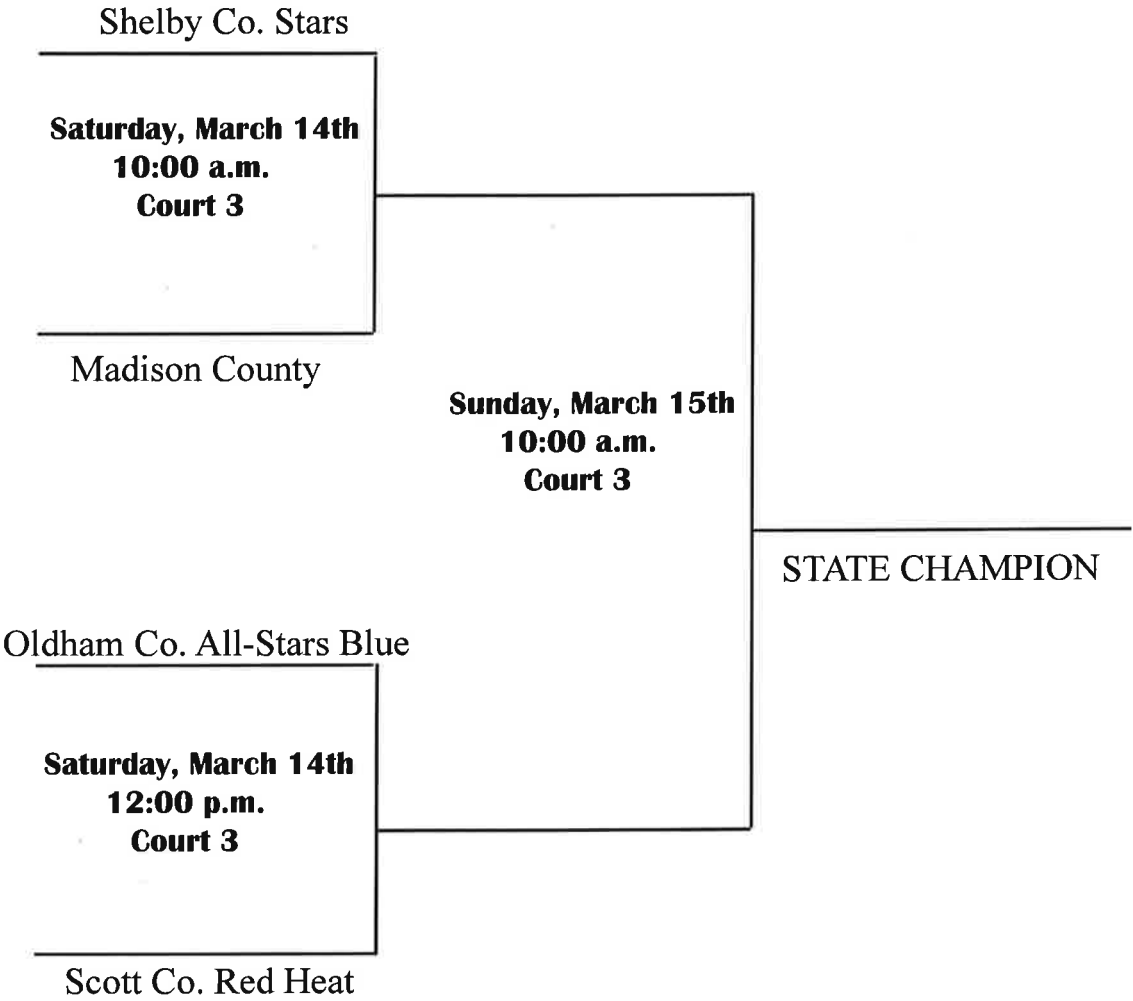 Shelby Co. Stars
Saturday, March 14th
10:00 a.m.
Court 3
Madison County
Sunday, March 15th
10:00 a.m.
Court 3
STATE CHAMPION
Oldham Co. All-Stars Blue
Saturday, March 14th
12:00 p.m.
Court 3
Scott Co. Red Heat